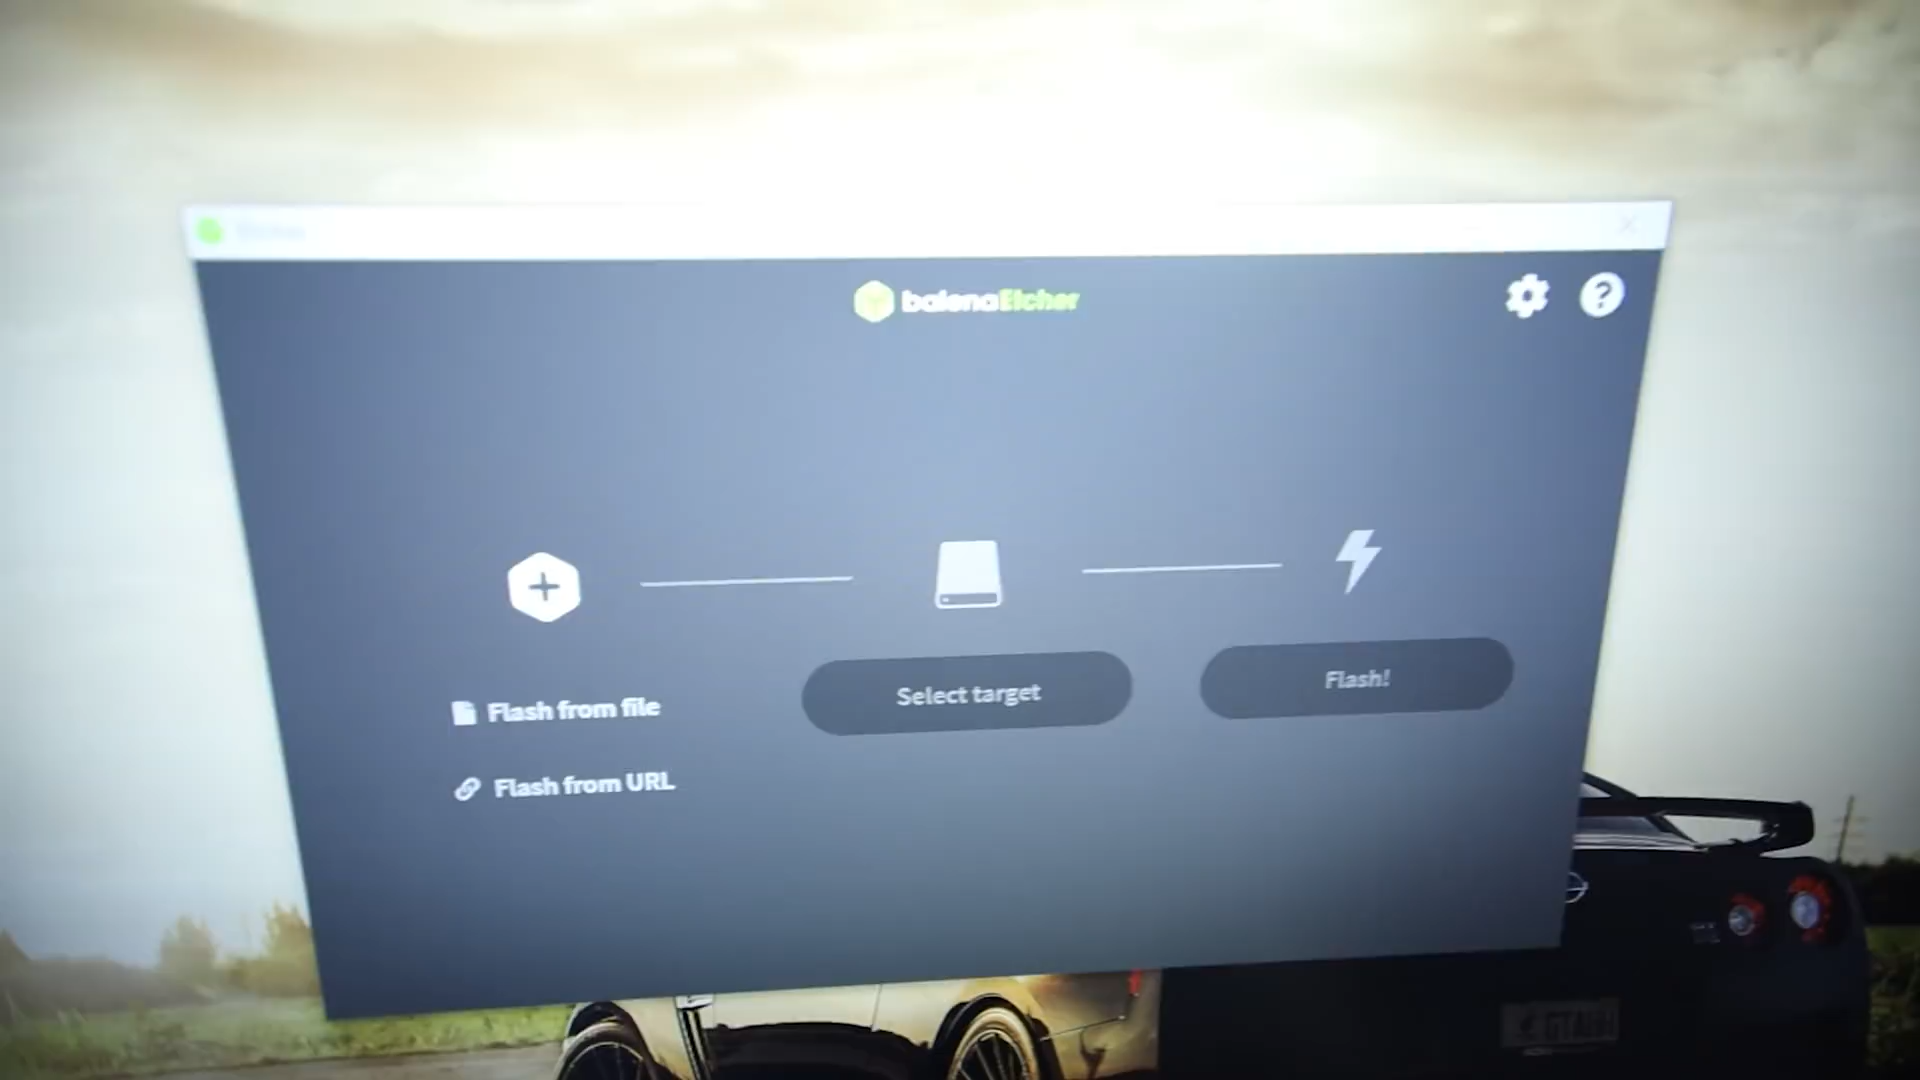 balenaEtcher
Flash from file
Select target
Flash!
Flash from URL